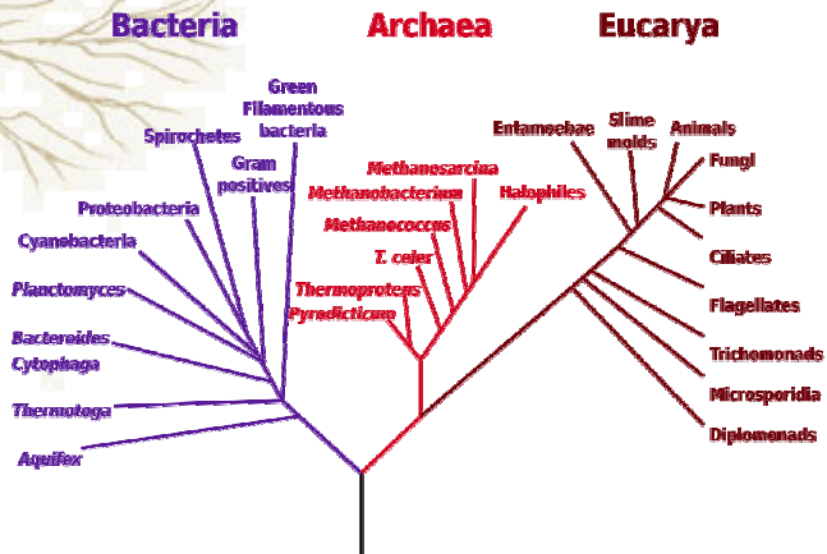 Bacteria
Archaea
Eucarya
Green
Filamentous
bacteria
Spirochetes
Gram
positives
Proteobacteria
Cyanobacteria
Planctomyces
Bacteroides
Cytophaga
Thermotoga
Aquifex
Methanosarcina
Methanobacterium
Halophiles
Methanococcus
T. celer
Thermoproteus
Pyrodicticum
Entamoebae
Slime
molds
Animals
Fungi
Plants
Ciliates
Flagellates
Trichomonads
Microsporidia
Diplomonads